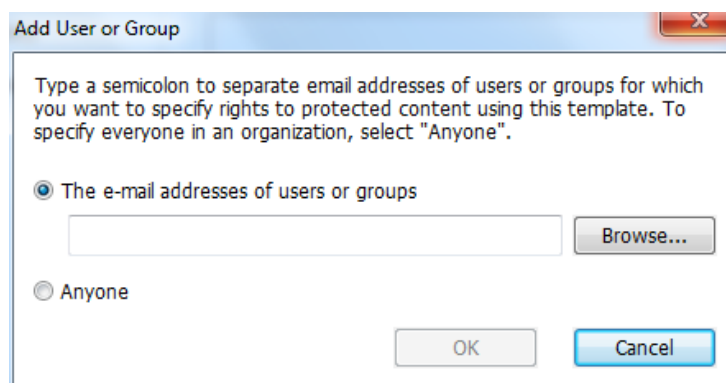 Add User or Group
Type a semicolon to separate email addresses of users or groups for which
you want to specify rights to protected content using this template. To
specify everyone in an organization, select "Anyone".
The e-mail addresses of users or groups
Browse...
Anyone
OK
Cancel